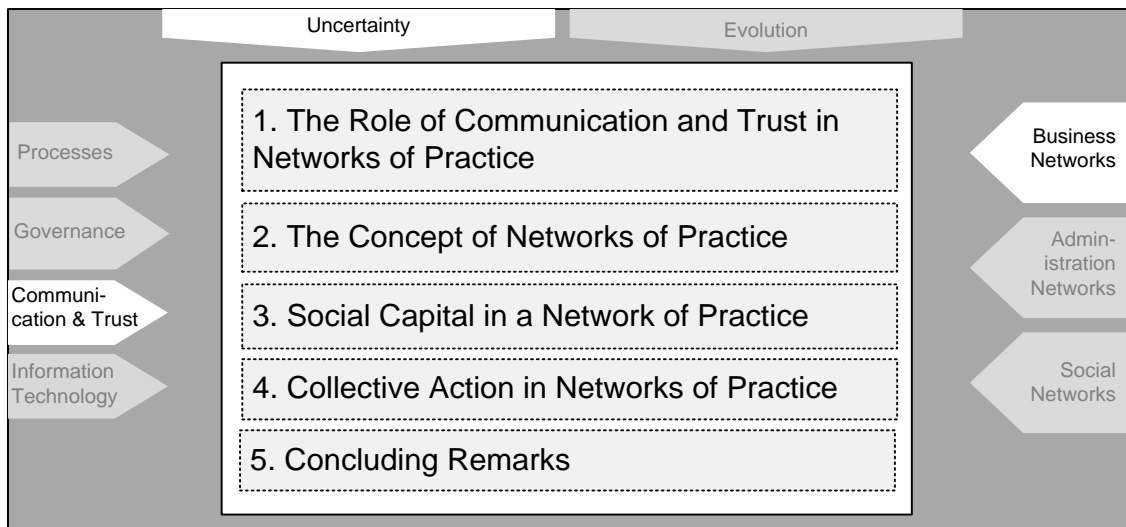 Uncertainty
Evolution
Processes
Governance
Communi-
cation & Trust
Information
Technology
1. The Role of Communication and Trust in
Networks of Practice
2. The Concept of Networks of Practice
3. Social Capital in a Network of Practice
4. Collective Action in Networks of Practice
5. Concluding Remarks
Business
Networks
Admin-
istration
Networks
Social
Networks